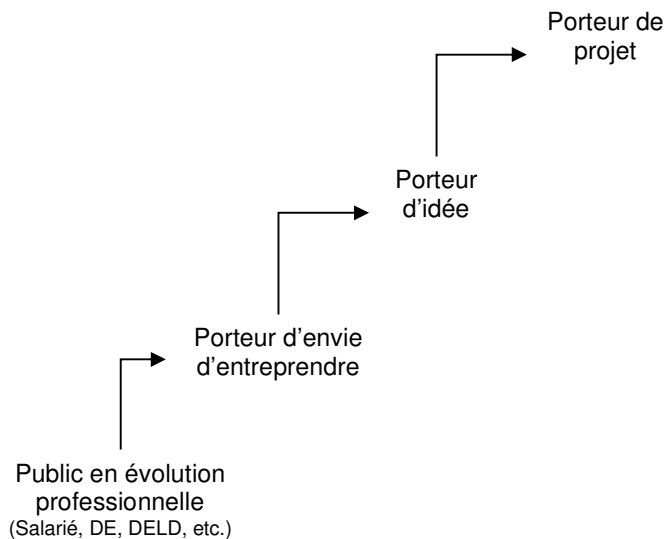 Porteur de
projet
Porteur
d'idée
Porteur d'envie
d'entreprendre
Public en évolution
professionnelle
(Salarié, DE, DELD, etc.)